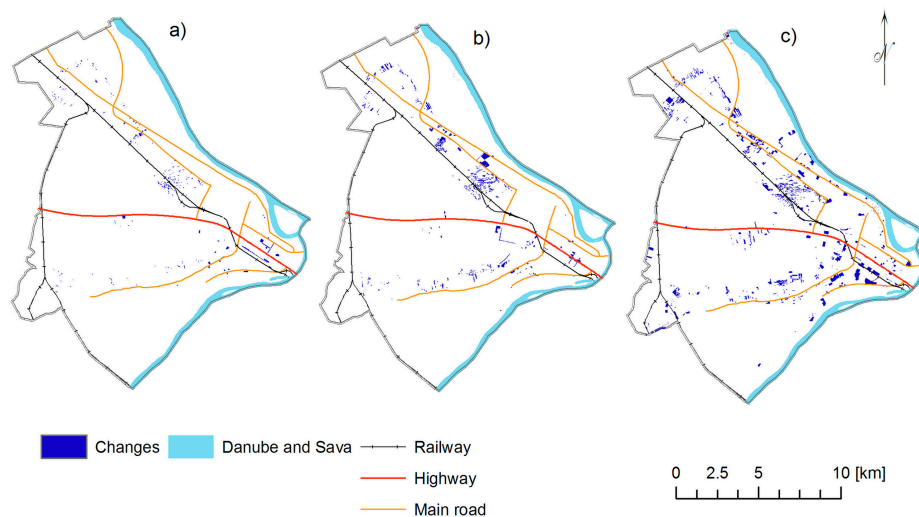 a)
b)
c)
Changes
Danube and Sava
Railway
Highway
Main road
0 2.5 5 10 [km]